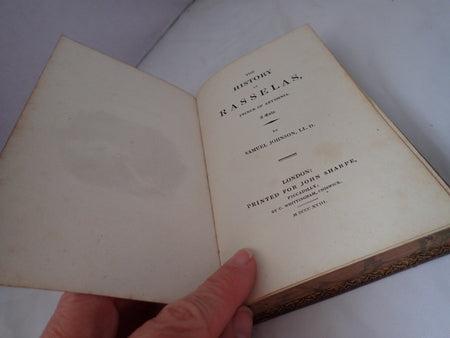 THE
HISTORY
OF
RASSELAS,
PRINCE OF ABYSSINIA.
A Tale.
BY
SAMUEL JOHNSON, LL.D.
LONDON:
PRINTED FOR JOHN SHARPE,
PICCADILLY;
BY C. WHITTINGHAM, CHISWICK.
M DCCC XVIII.